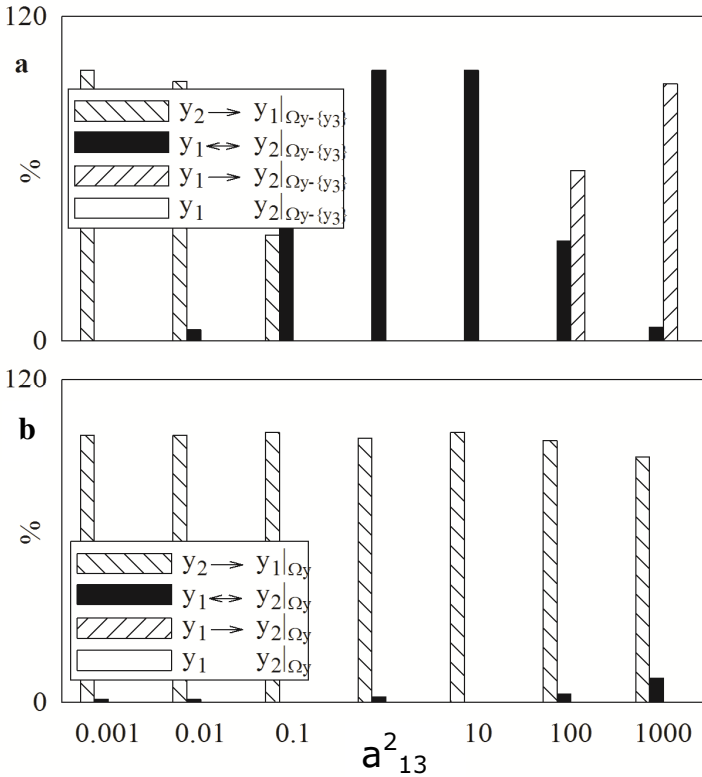 120
a
y₂ → y₁|Ωy-{y₃}
y₁ ↔ y₂|Ωy-{y₃}
y₁ → y₂|Ωy-{y₃}
y₁ y₂|Ωy-{y₃}
%
0
120
b
%
y₂ → y₁|Ωy
y₁ ↔ y₂|Ωy
y₁ → y₂|Ωy
y₁ y₂|Ωy
0
0.001 0.01 0.1 10 100 1000
a²₁₃